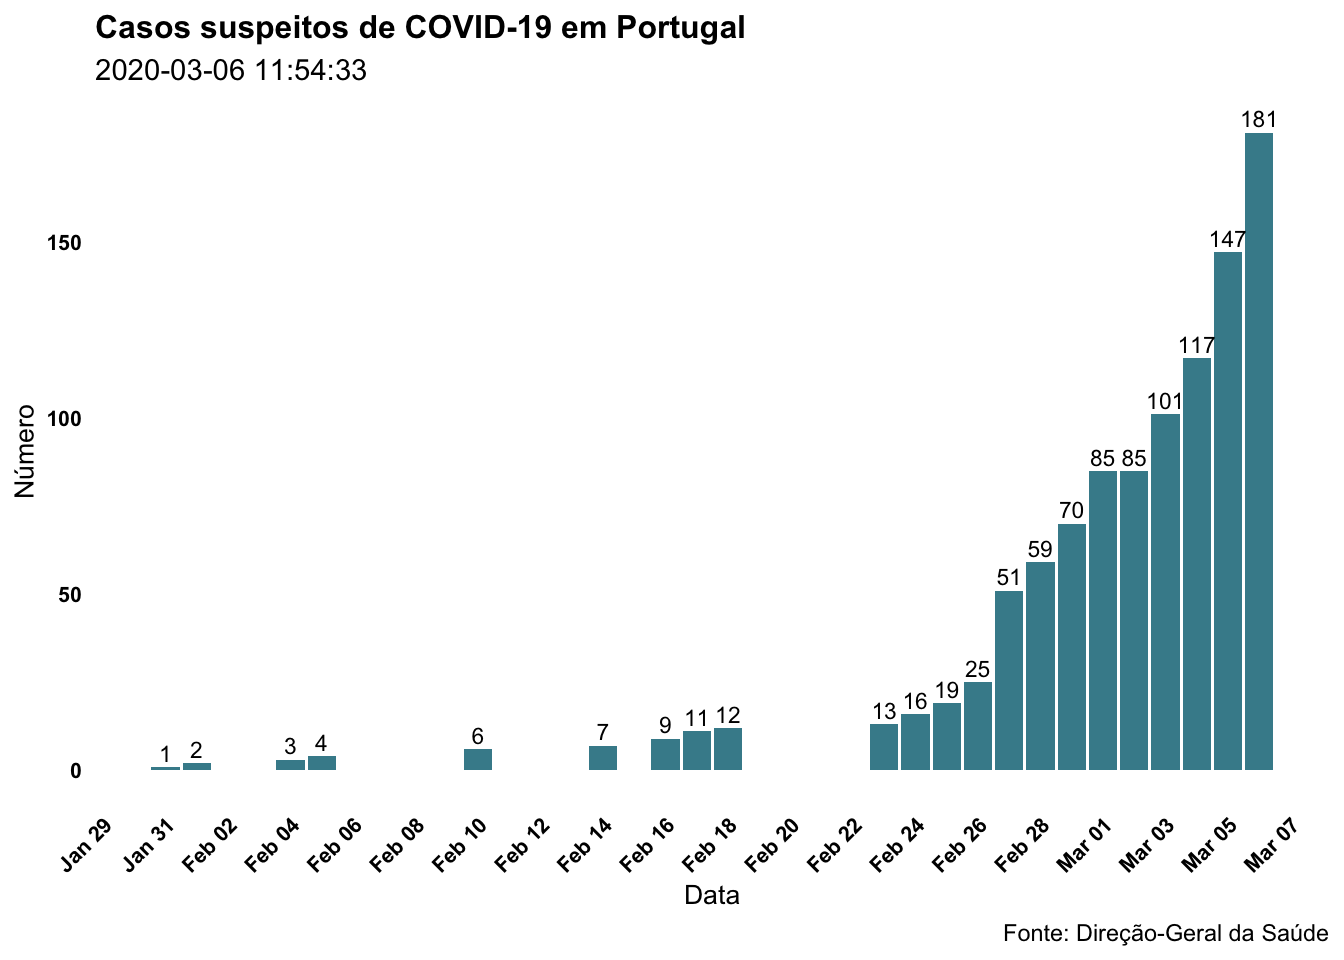 Casos suspeitos de COVID-19 em Portugal
2020-03-06 11:54:33
Número
150
100
50
0
1
2
3
4
6
7
9
11
12
13
16
19
25
51
59
70
85
85
101
117
147
181
Jan 29
Jan 31
Feb 02
Feb 04
Feb 06
Feb 08
Feb 10
Feb 12
Feb 14
Feb 16
Feb 18
Feb 20
Feb 22
Feb 24
Feb 26
Feb 28
Mar 01
Mar 03
Mar 05
Mar 07
Data
Fonte: Direção-Geral da Saúde